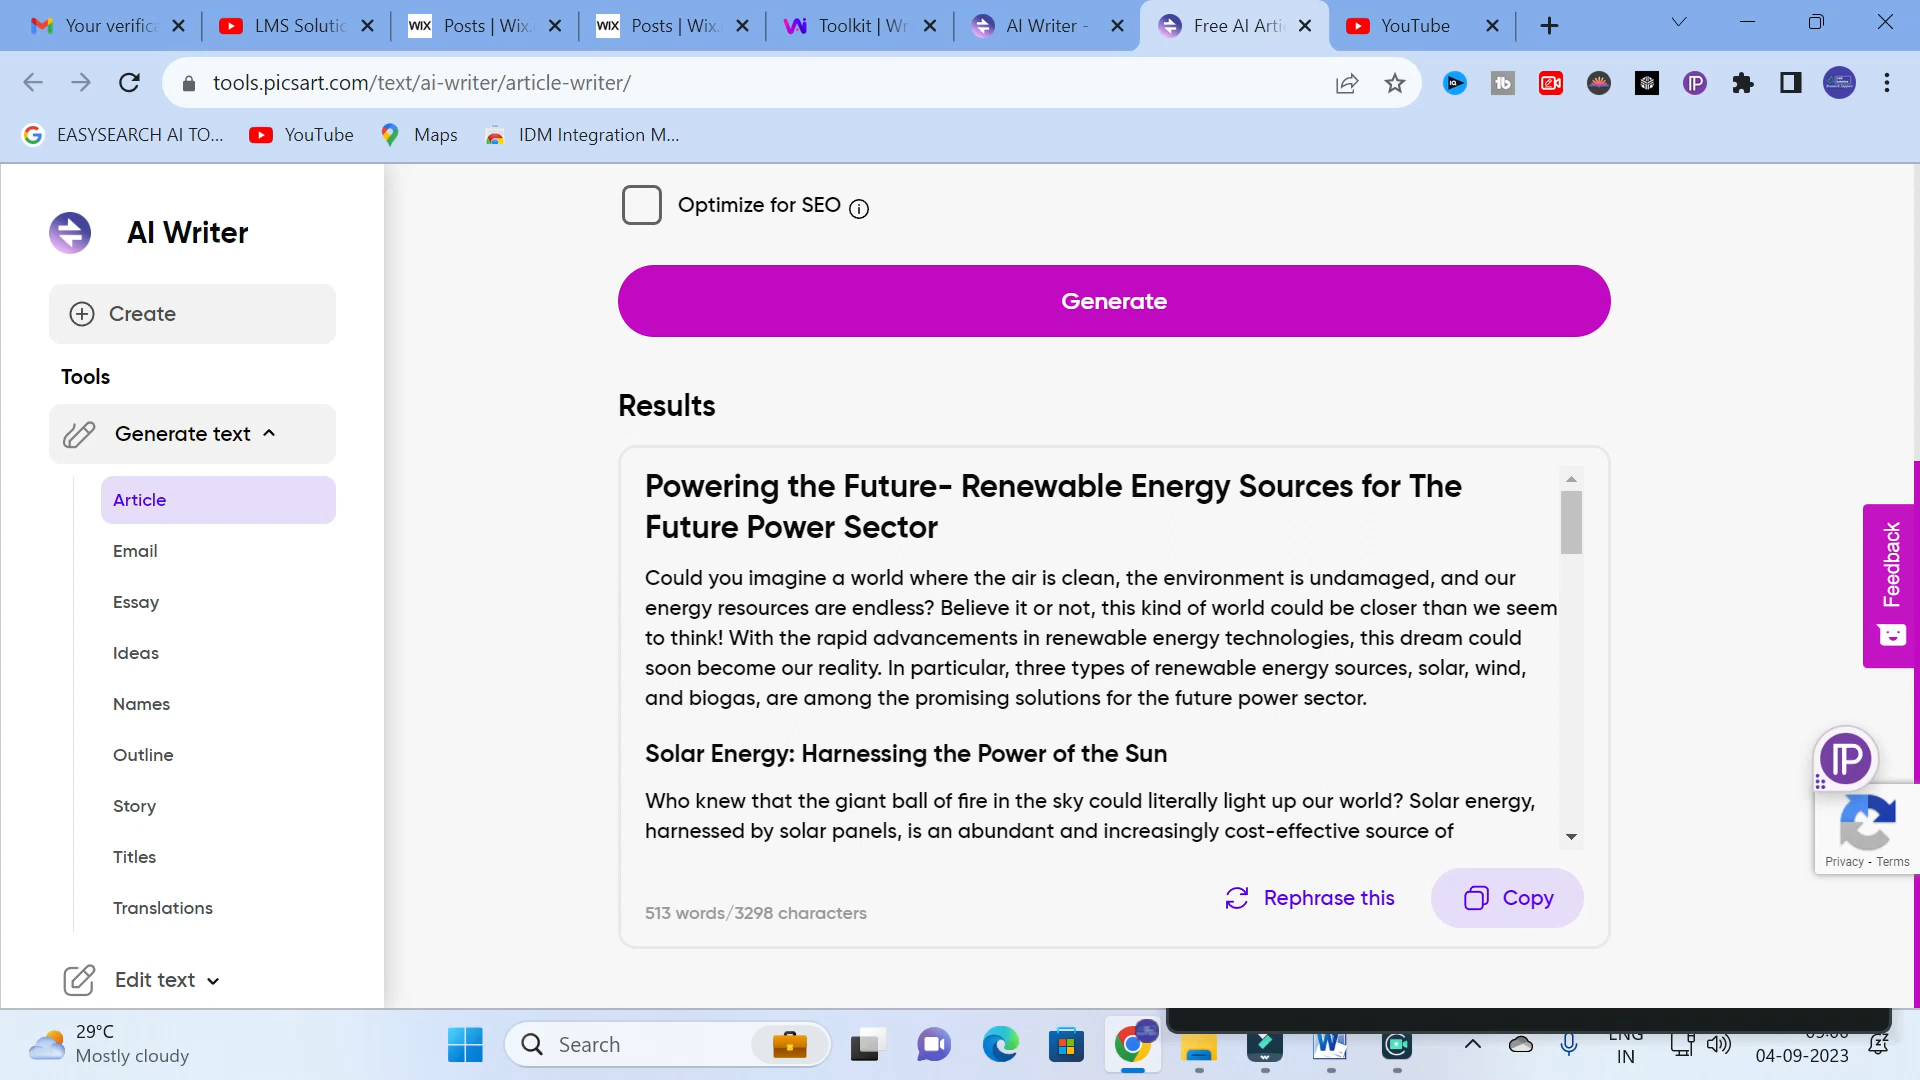 Your verifica
LMS Solutic
WIX Posts | Wix.
WIX Posts | Wix.
Toolkit | Wr
AI Writer -
Free AI Arti
YouTube
tools.picsart.com/text/ai-writer/article-writer/
EASYSEARCH AI TO...
YouTube
Maps
IDM Integration M...
AI Writer
Create
Tools
Generate text
Article
Email
Essay
Ideas
Names
Outline
Story
Titles
Translations
Edit text
Optimize for SEO
Generate
Results
Powering the Future- Renewable Energy Sources for The
Future Power Sector
Could you imagine a world where the air is clean, the environment is undamaged, and our
energy resources are endless? Believe it or not, this kind of world could be closer than we seem
to think! With the rapid advancements in renewable energy technologies, this dream could
soon become our reality. In particular, three types of renewable energy sources, solar, wind,
and biogas, are among the promising solutions for the future power sector.
Solar Energy: Harnessing the Power of the Sun
Who knew that the giant ball of fire in the sky could literally light up our world? Solar energy,
harnessed by solar panels, is an abundant and increasingly cost-effective source of
513 words/3298 characters
Rephrase this
Copy
Feedback
Privacy - Terms
29°C
Mostly cloudy
Search
ENG
IN
04-09-2023